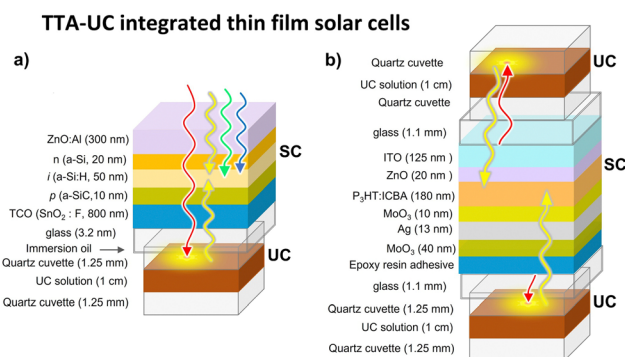 TTA-UC integrated thin film solar cells
a)
ZnO:Al (300 nm)
n (a-Si, 20 nm)
i (a-Si:H, 50 nm)
p (a-SiC,10 nm)
TCO (SnO₂ : F, 800 nm)
glass (3.2 nm)
Immersion oil
Quartz cuvette (1.25 mm)
UC solution (1 cm)
Quartz cuvette (1.25 mm)
SC
UC
b)
Quartz cuvette
UC solution (1 cm)
Quartz cuvette
glass (1.1 mm)
ITO (125 nm )
ZnO (20 nm)
P₃HT:ICBA (180 nm)
MoO₃ (10 nm)
Ag (13 nm)
MoO₃ (40 nm)
Epoxy resin adhesive
glass (1.1 mm)
Quartz cuvette (1.25 mm)
UC solution (1 cm)
Quartz cuvette (1.25 mm)
UC
SC
UC